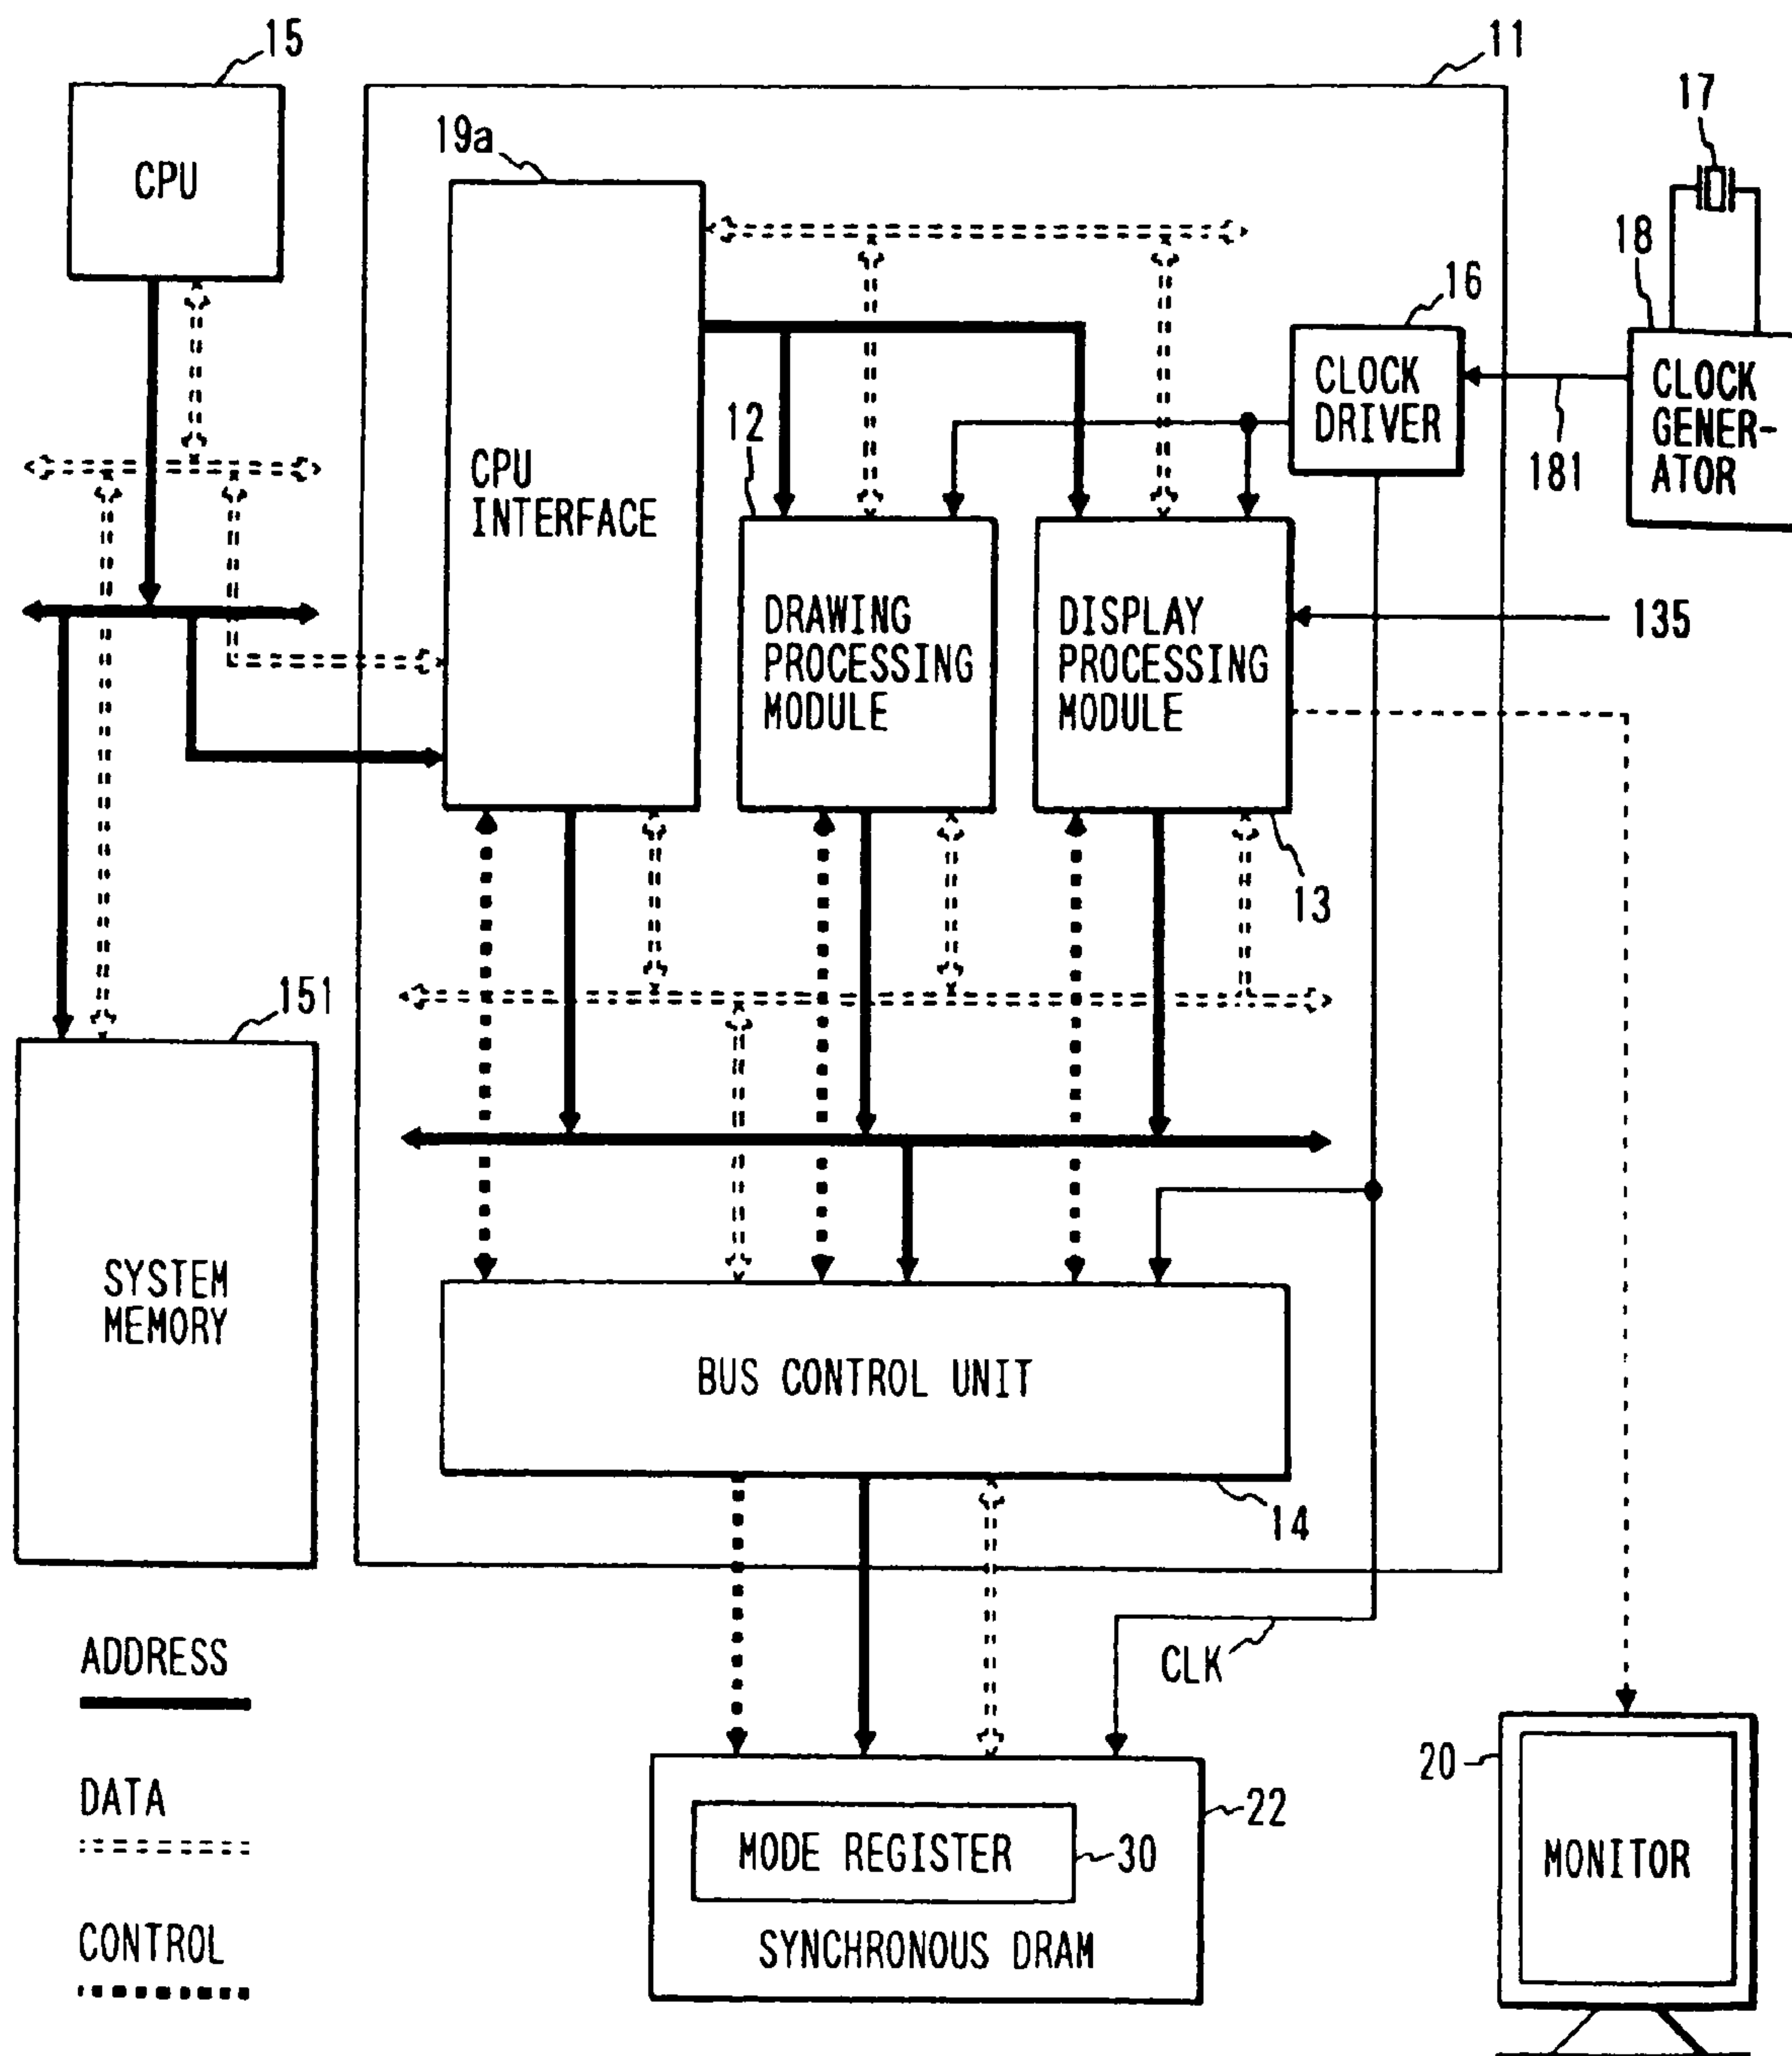 15
11
17
19a
CPU
18
16
CLOCK
DRIVER
CLOCK
GENER-
ATOR
12
181
CPU
INTERFACE
DRAWING
PROCESSING
MODULE
DISPLAY
PROCESSING
MODULE
135
13
151
SYSTEM
MEMORY
BUS CONTROL UNIT
14
ADDRESS
CLK
20
DATA
22
MODE REGISTER
30
MONITOR
CONTROL
SYNCHRONOUS DRAM